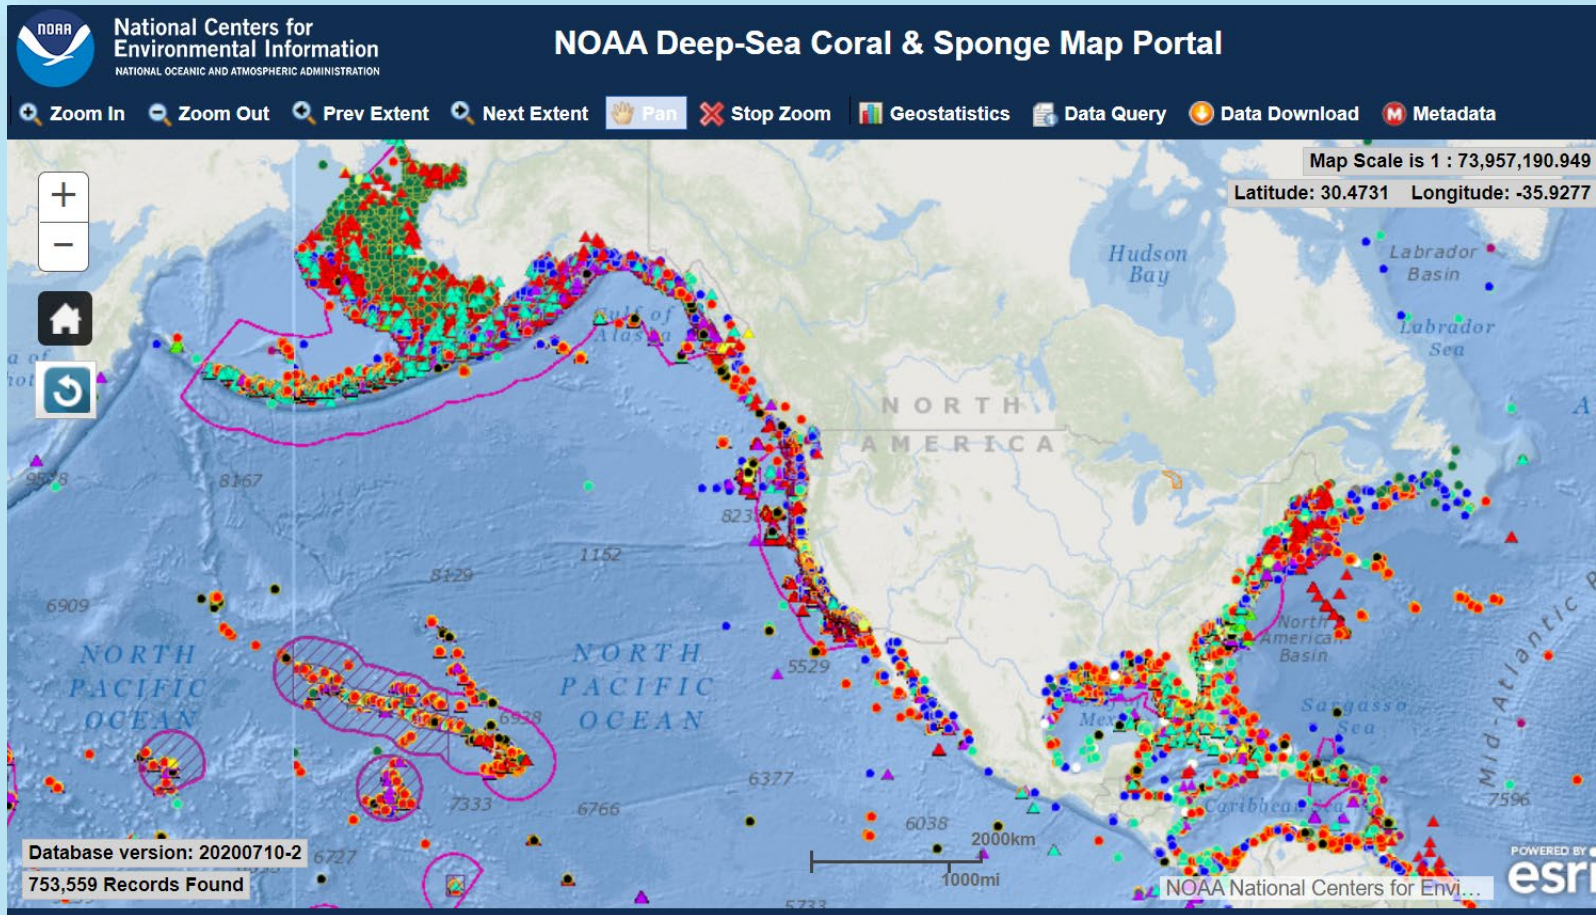 NOAA
National Centers for
Environmental Information
NATIONAL OCEANIC AND ATMOSPHERIC ADMINISTRATION
NOAA Deep-Sea Coral & Sponge Map Portal
Zoom In
Zoom Out
Prev Extent
Next Extent
Pan
Stop Zoom
Geostatistics
Data Query
Data Download
M
Metadata
Map Scale is 1 : 73,957,190.949
Latitude: 30.4731 Longitude: -35.9277
+
−
Hudson
Bay
Labrador
Basin
Labrador
Sea
Gulf of
Alaska
a of
NORTH
AMERICA
8167
1152
8129
6909
NORTH
PACIFIC
OCEAN
NORTH
PACIFIC
OCEAN
5529
6938
North
American
Basin
Sargasso
Sea
Mid-Atlantic
Caribbean Sea
7596
6377
7333
6766
6038
2000km
1000mi
Database version: 20200710-2
6727
753,559 Records Found
5733
NOAA National Centers for Envi...
POWERED BY
esri